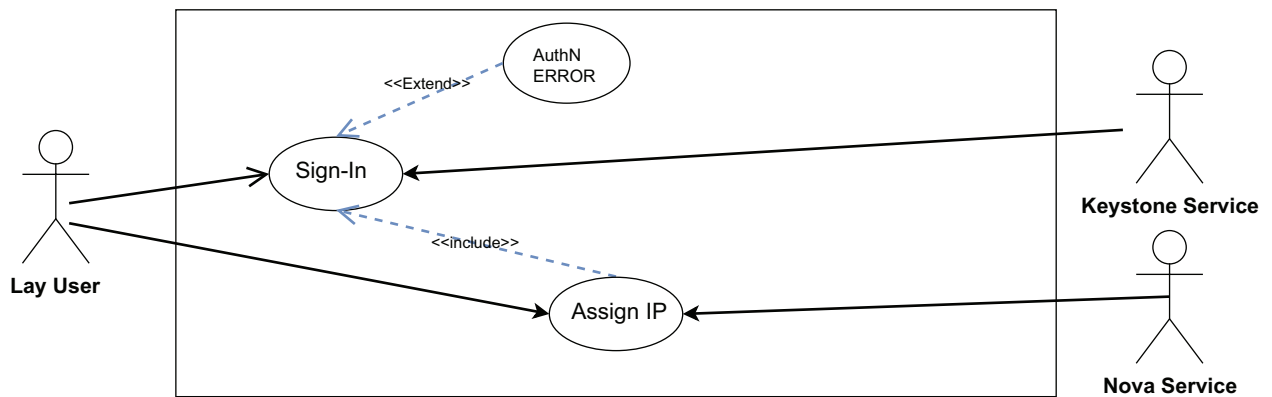 AuthN
ERROR
<<Extend>>
Sign-In
Keystone Service
<<include>>
Lay User
Assign IP
Nova Service